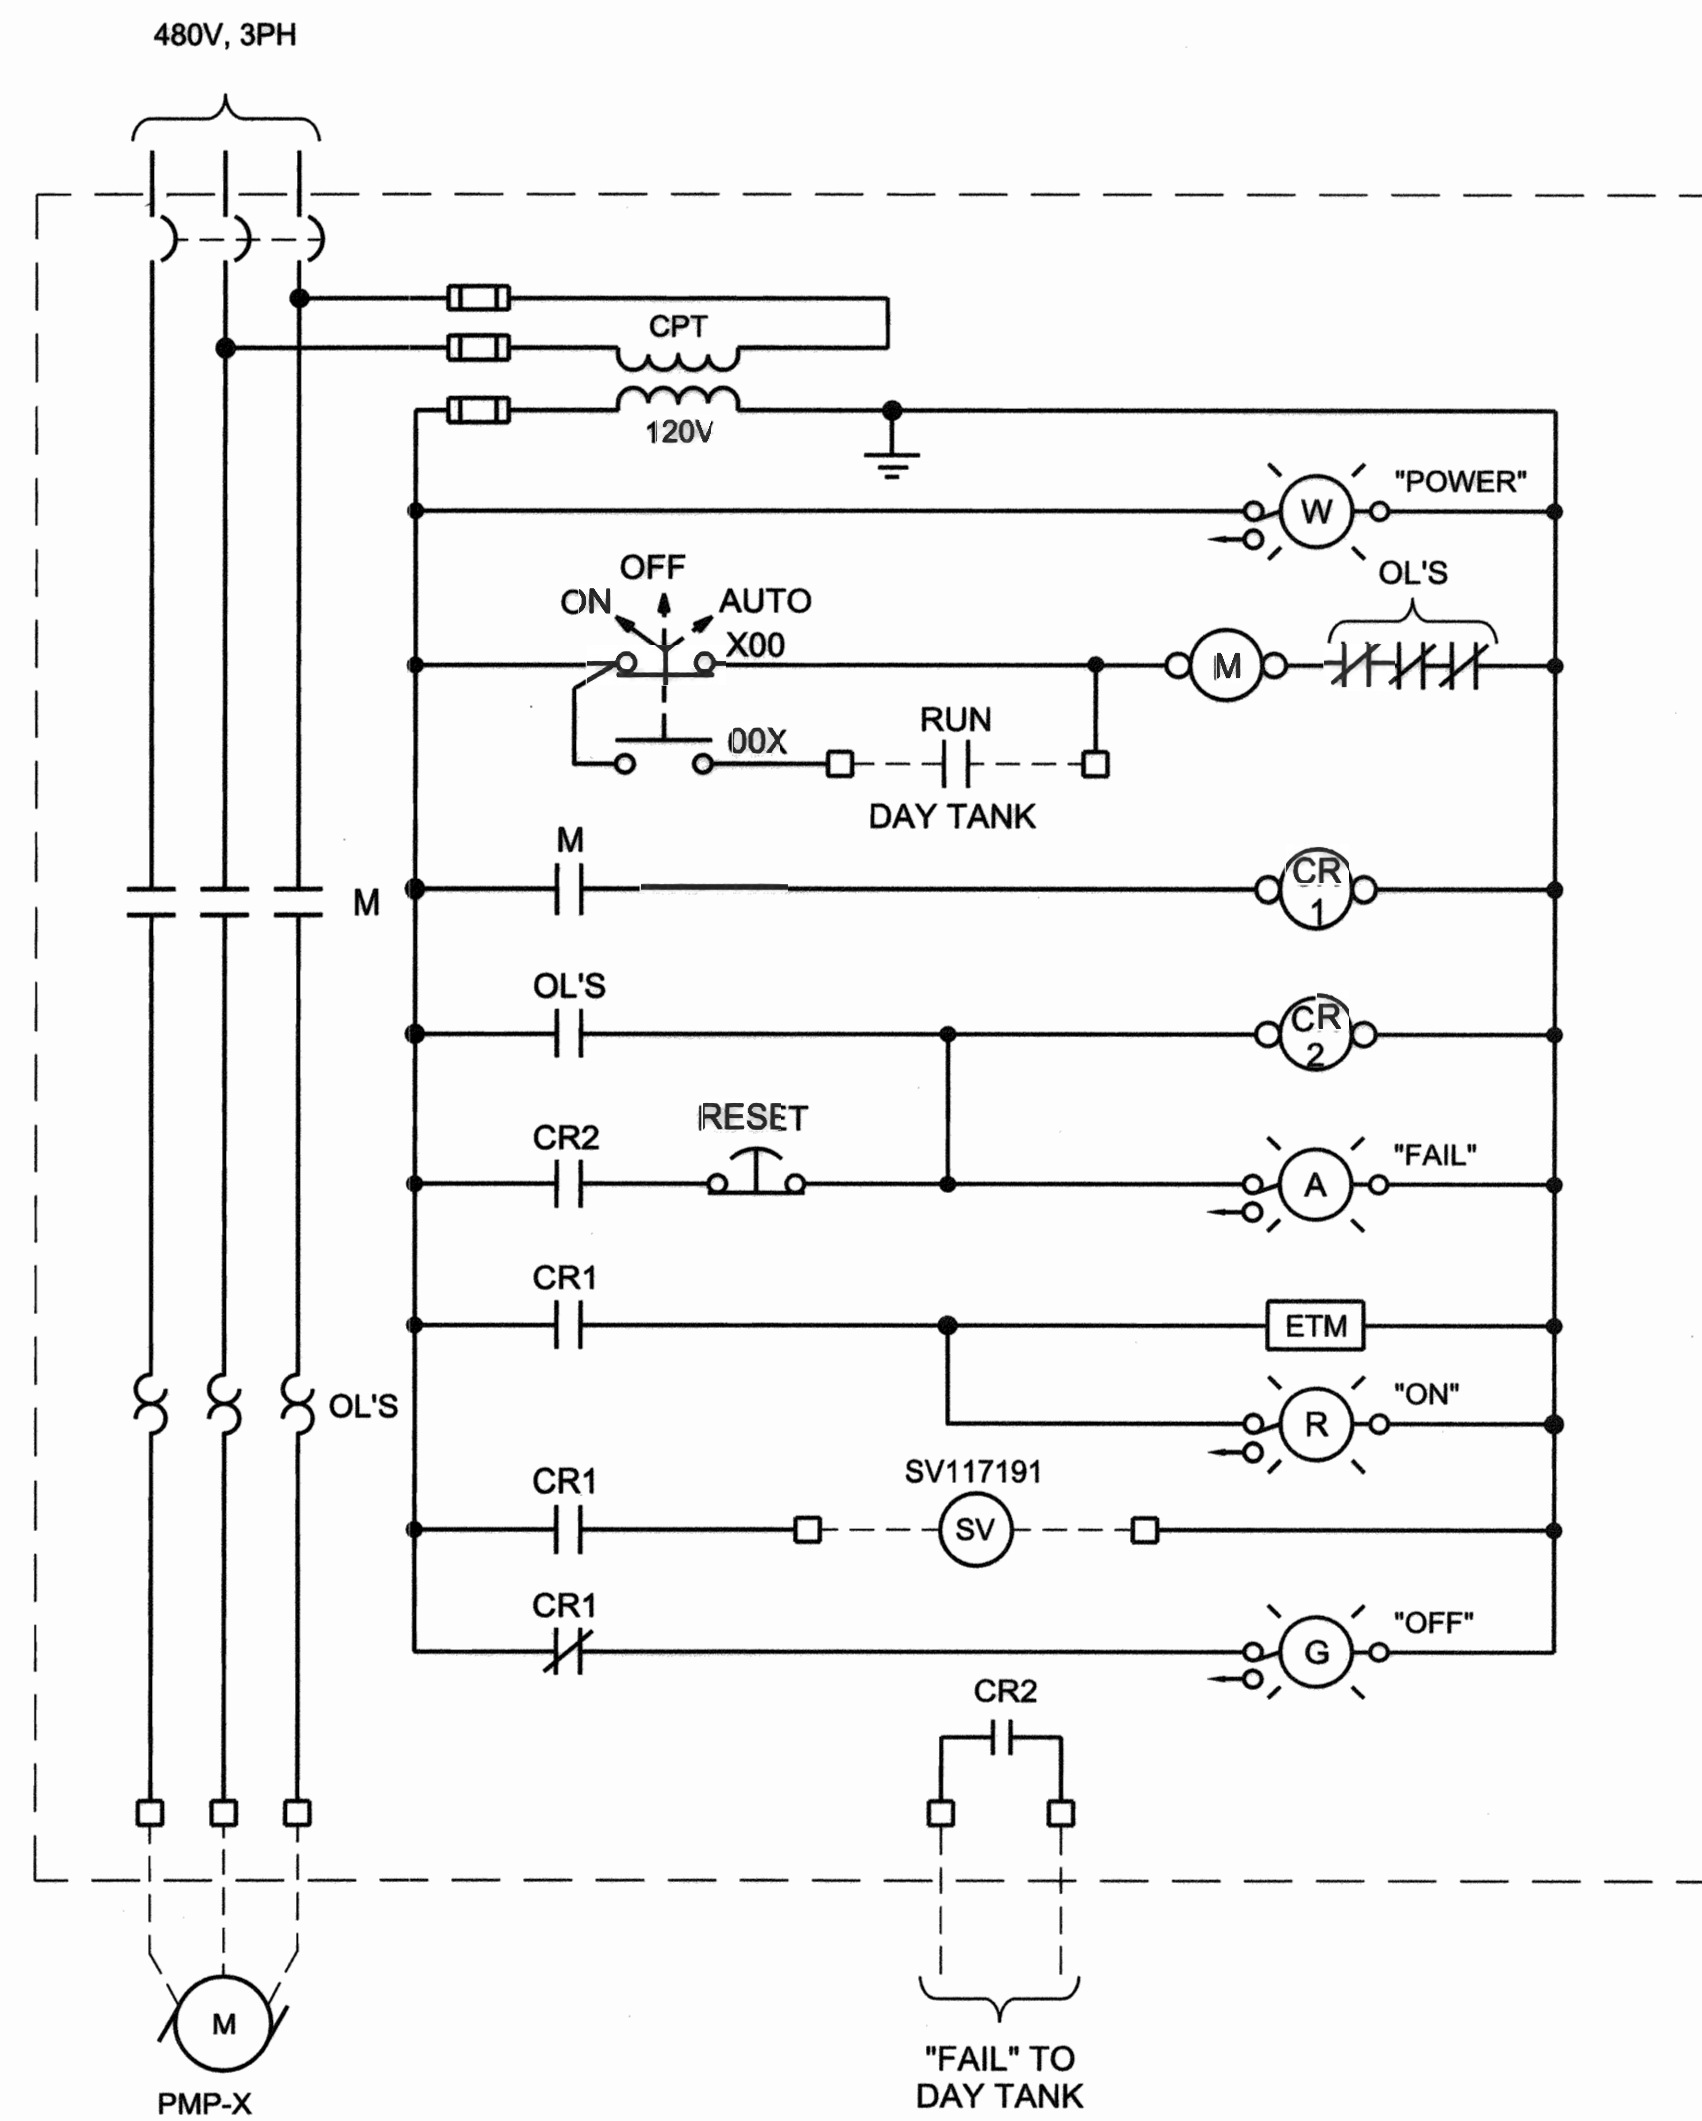 480V, 3PH
CPT
120V
W
"POWER"
OFF
ON
AUTO
X00
M
OL'S
00X
RUN
DAY TANK
M
CR
1
M
OL'S
CR
2
RESET
CR2
A
"FAIL"
CR1
ETM
OL'S
R
"ON"
CR1
SV117191
SV
CR1
G
"OFF"
CR2
M
PMP-X
"FAIL" TO
DAY TANK